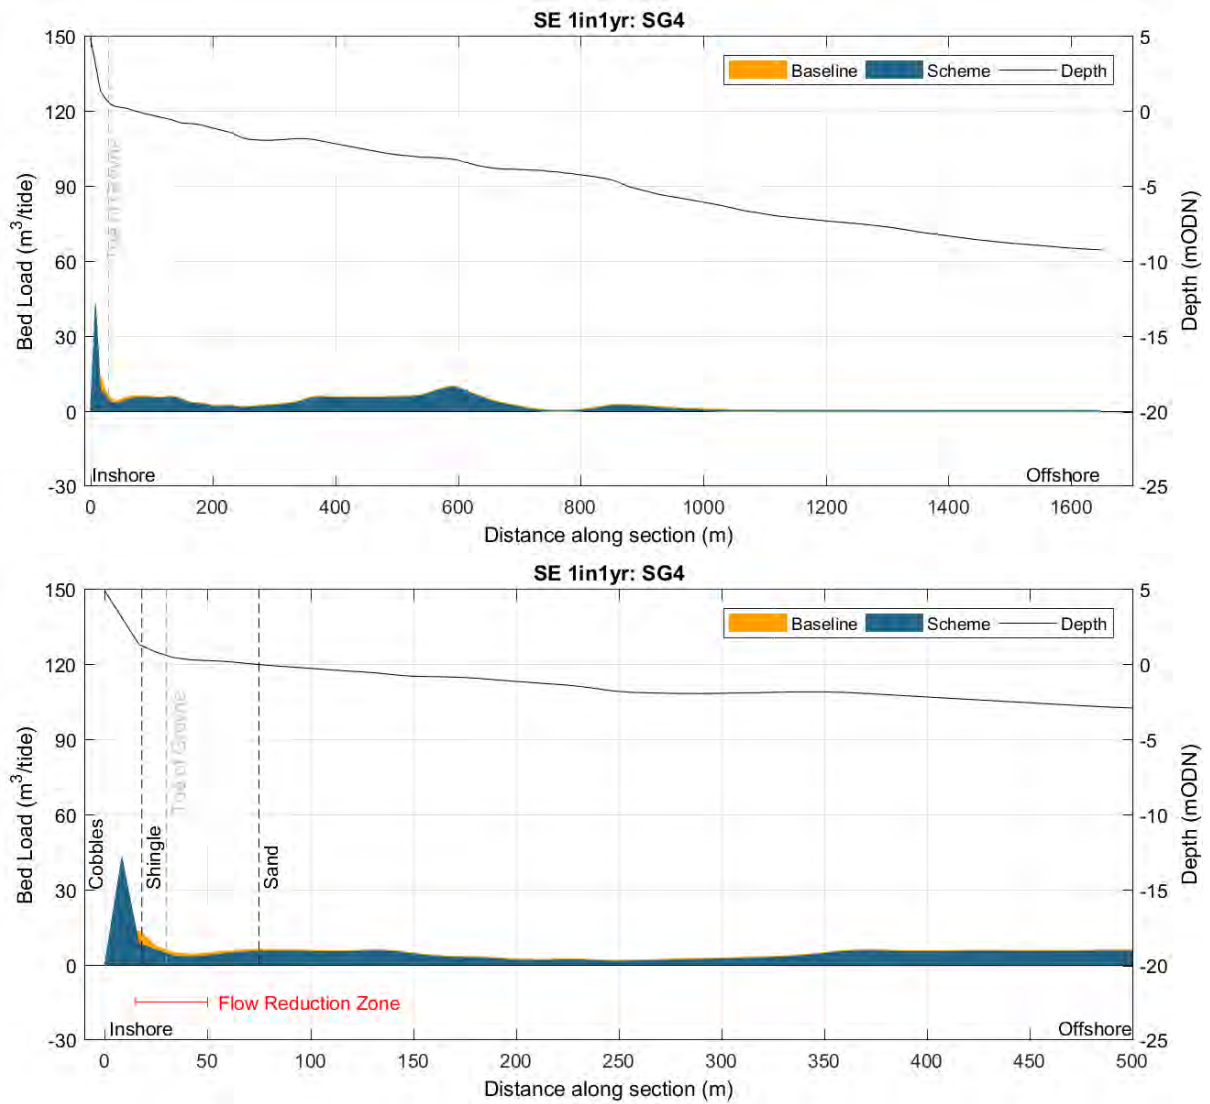 SE 1in1yr: SG4
150
120
90
60
30
0
-30
Bed Load (m³/tide)
5
0
-5
-10
-15
-20
-25
Depth (mODN)
Baseline
Scheme
Depth
Toe of Groyne
Inshore
Offshore
0
200
400
600
800
1000
1200
1400
1600
Distance along section (m)
SE 1in1yr: SG4
150
120
90
60
30
0
-30
Bed Load (m³/tide)
5
0
-5
-10
-15
-20
-25
Depth (mODN)
Baseline
Scheme
Depth
Cobbles
Shingle
Toe of Groyne
Sand
Flow Reduction Zone
Inshore
Offshore
0
50
100
150
200
250
300
350
400
450
500
Distance along section (m)